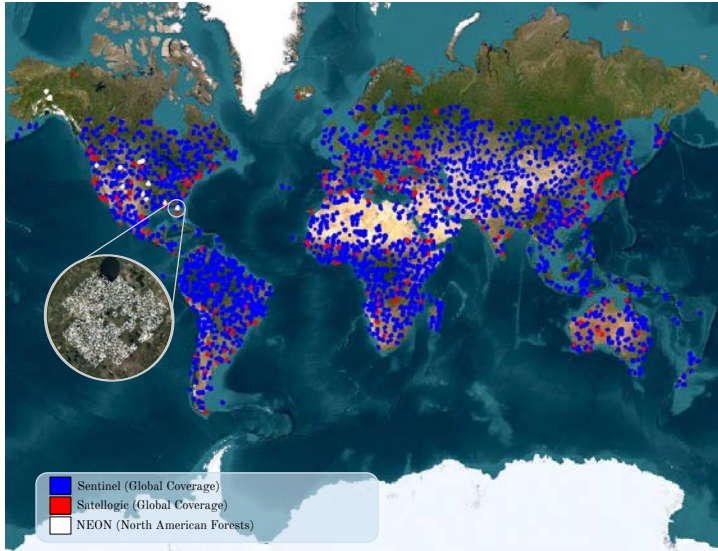 Sentinel (Global Coverage)
Satellogic (Global Coverage)
NEON (North American Forests)